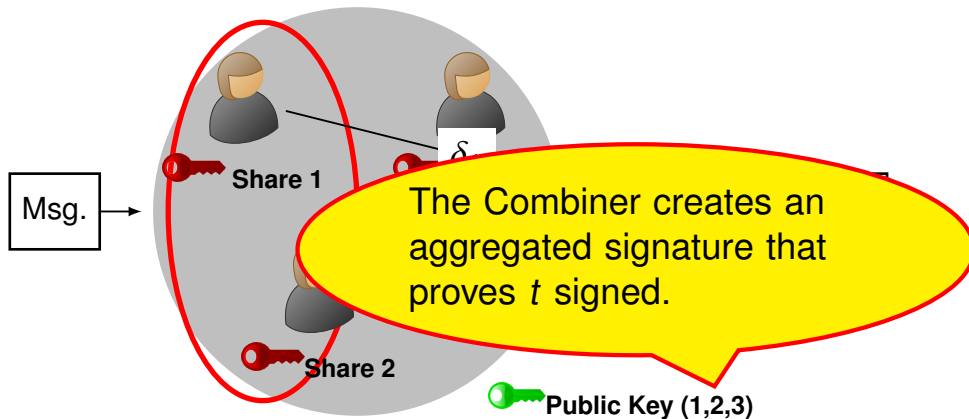 Msg.
Share 1
δ
The Combiner creates an
aggregated signature that
proves t signed.
Share 2
Public Key (1,2,3)